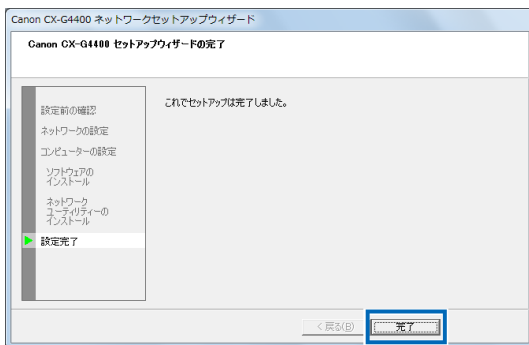 Canon CX-G4400 ネットワークセットアップウィザード
Canon CX-G4400 セットアップウィザードの完了
設定前の確認
これでセットアップは完了しました。
ネットワークの設定
コンピューターの設定
ソフトウェアの
インストール
ネットワーク
ユーティリティーの
インストール
設定完了
< 戻る(B)
完了